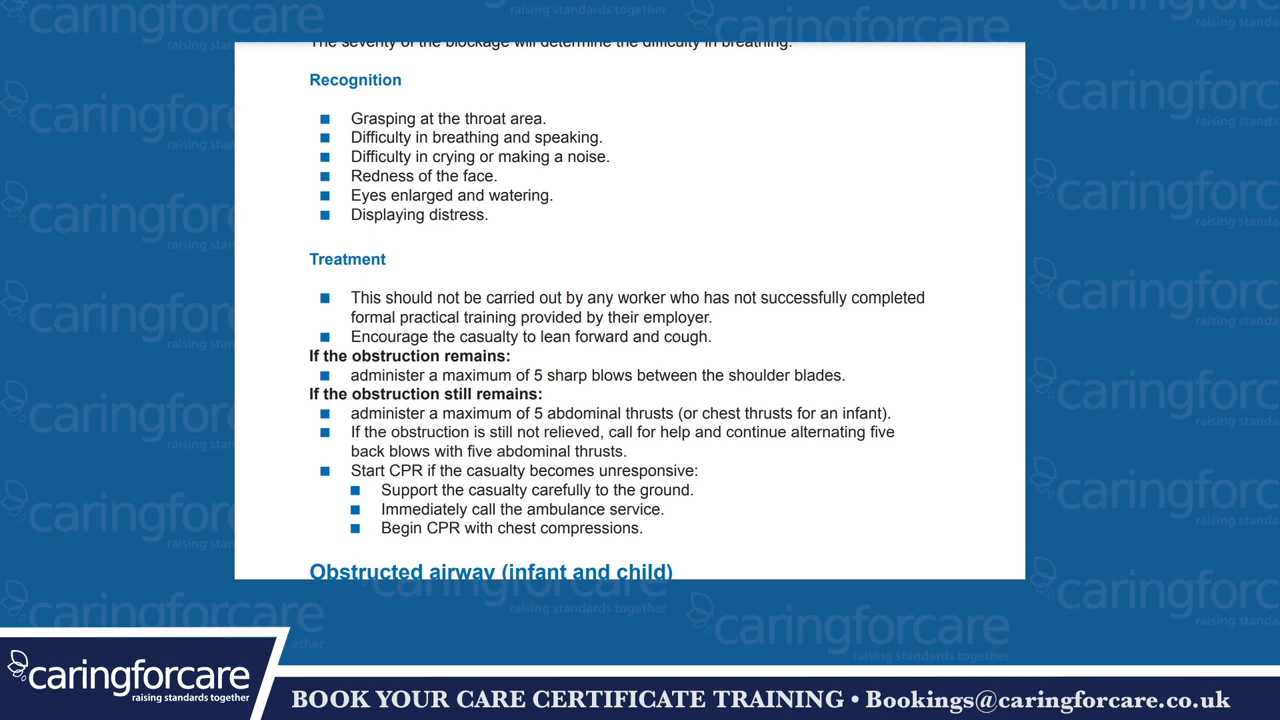 The severity of the blockage will determine the difficulty in breathing.
Recognition
Grasping at the throat area.
Difficulty in breathing and speaking.
Difficulty in crying or making a noise.
Redness of the face.
Eyes enlarged and watering.
Displaying distress.
Treatment
This should not be carried out by any worker who has not successfully completed
formal practical training provided by their employer.
Encourage the casualty to lean forward and cough.
If the obstruction remains:
administer a maximum of 5 sharp blows between the shoulder blades.
If the obstruction still remains:
administer a maximum of 5 abdominal thrusts (or chest thrusts for an infant).
If the obstruction is still not relieved, call for help and continue alternating five
back blows with five abdominal thrusts.
Start CPR if the casualty becomes unresponsive:
Support the casualty carefully to the ground.
Immediately call the ambulance service.
Begin CPR with chest compressions.
Obstructed airway (infant and child)
caringforcare
raising standards together
BOOK YOUR CARE CERTIFICATE TRAINING • Bookings@caringforcare.co.uk